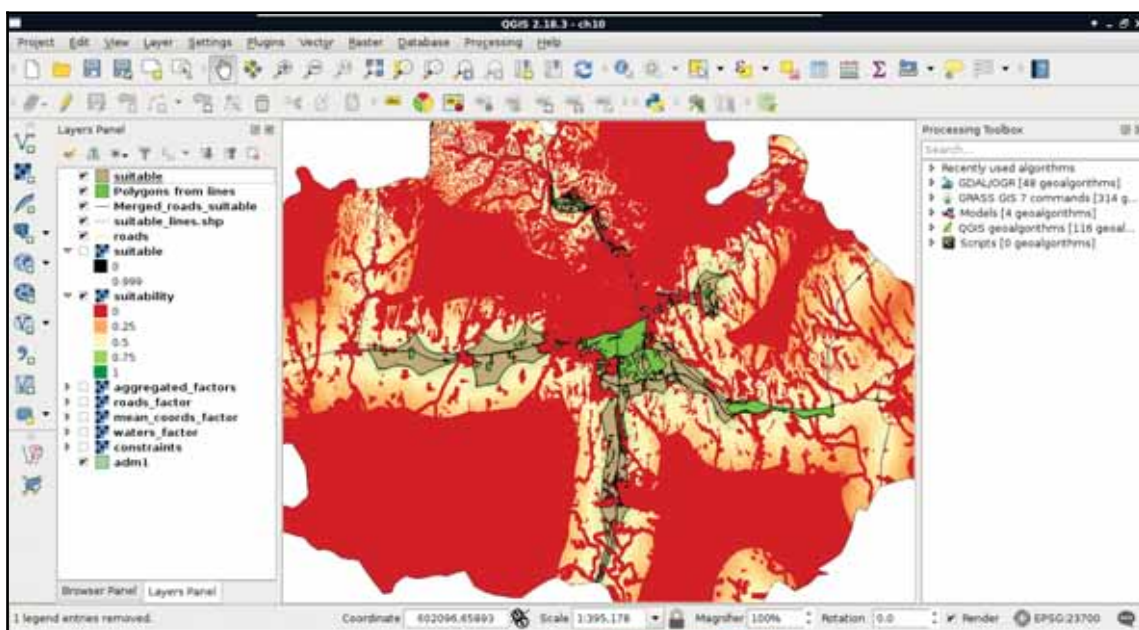 QGIS 2.18.3 - ch10
Project Edit View Layer Settings Plugins Vector Raster Database Processing Help
Layers Panel
suitable
Polygons from lines
Merged_roads_suitable
suitable_lines.shp
roads
suitable
0
0.999
suitability
0
0.25
0.5
0.75
1
aggregated_factors
roads_factor
mean_coords_factor
waters_factor
constraints
adm1
Browser Panel Layers Panel
Processing Toolbox
Search...
Recently used algorithms
GDAL/OGR [48 geoalgorithms]
GRASS GIS 7 commands [314 g...
Models [4 geoalgorithms]
QGIS geoalgorithms [116 geoal...
Scripts [0 geoalgorithms]
1 legend entries removed. Coordinate 602096,65893 Scale 1:395,178 Magnifier 100% Rotation 0.0 Render EPSG:23700